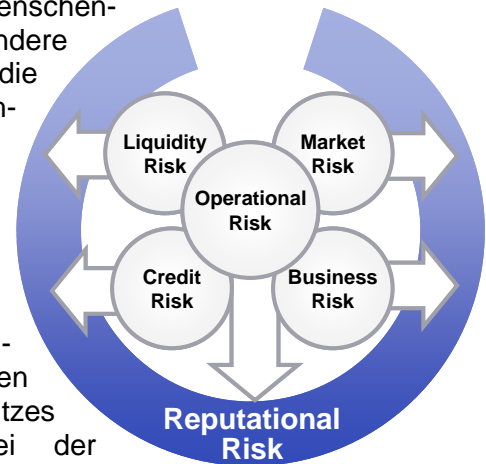 enschen-
ndere
die
n-
Liquidity
Risk
Market
Risk
Operational
Risk
Credit
Risk
Business
Risk
-
en
tzes
ei der
Reputational
Risk